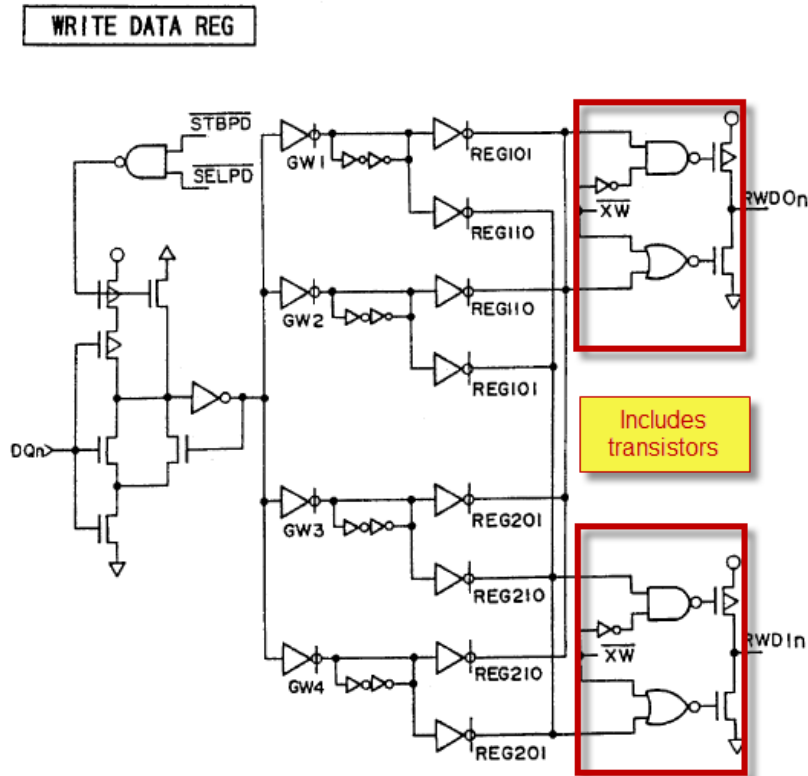 WRITE DATA REG
STBPD
SELPD
GW1
REG101
REG110
XW
RWD0n
GW2
REG110
REG101
Includes
transistors
DQn
GW3
REG201
REG210
XW
RWD1n
GW4
REG210
REG201